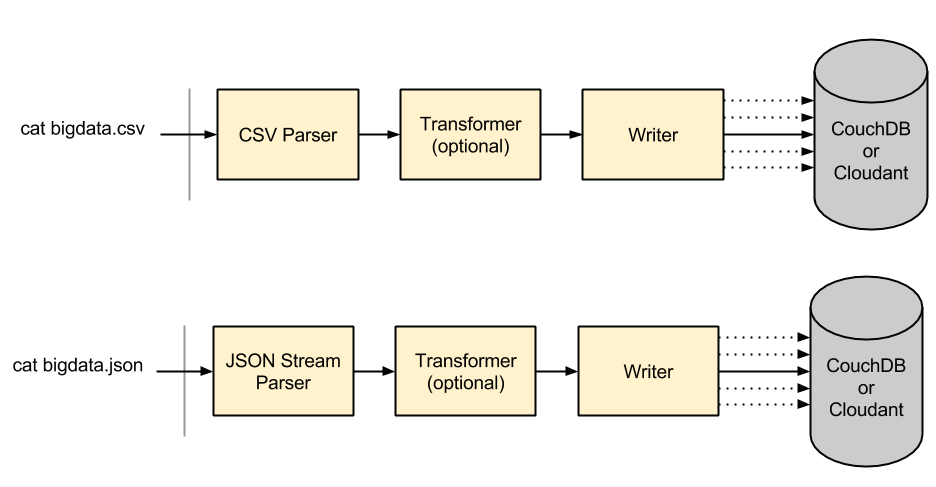 cat bigdata.csv
CSV Parser
Transformer
(optional)
Writer
CouchDB
or
Cloudant
cat bigdata.json
JSON Stream
Parser
Transformer
(optional)
Writer
CouchDB
or
Cloudant